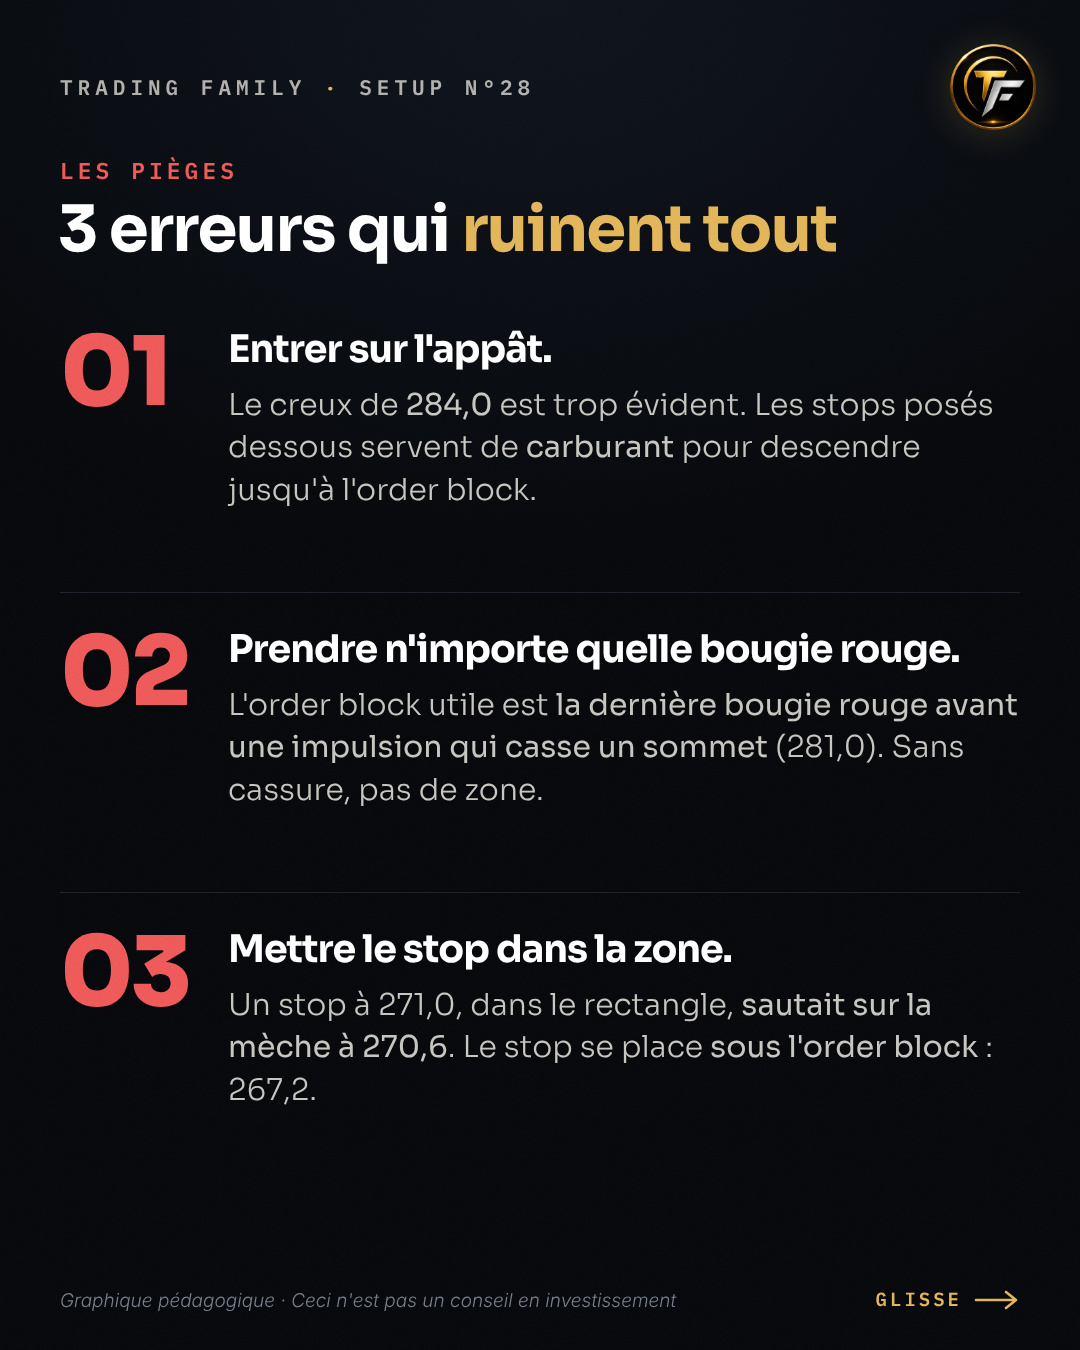 TRADING FAMILY · SETUP N°28
TF
LES PIÈGES
3 erreurs qui ruinent tout
01
Entrer sur l'appât.
Le creux de 284,0 est trop évident. Les stops posés
dessous servent de carburant pour descendre
jusqu'à l'order block.
02
Prendre n'importe quelle bougie rouge.
L'order block utile est la dernière bougie rouge avant
une impulsion qui casse un sommet (281,0). Sans
cassure, pas de zone.
03
Mettre le stop dans la zone.
Un stop à 271,0, dans le rectangle, sautait sur la
mèche à 270,6. Le stop se place sous l'order block :
267,2.
Graphique pédagogique · Ceci n'est pas un conseil en investissement
GLISSE →